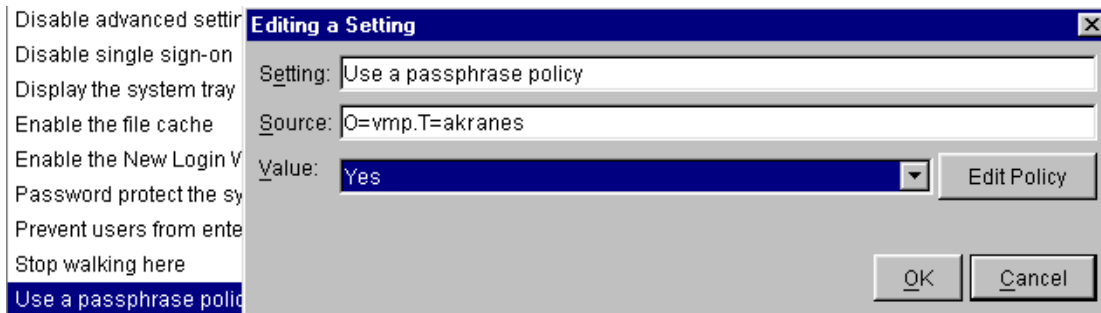 Disable advanced settir
Disable single sign-on
Display the system tray
Enable the file cache
Enable the New Login V
Password protect the sy
Prevent users from ente
Stop walking here
Use a passphrase polic
Editing a Setting
Setting: Use a passphrase policy
Source: O=vmp.T=akranes
Value: Yes
Edit Policy
OK Cancel